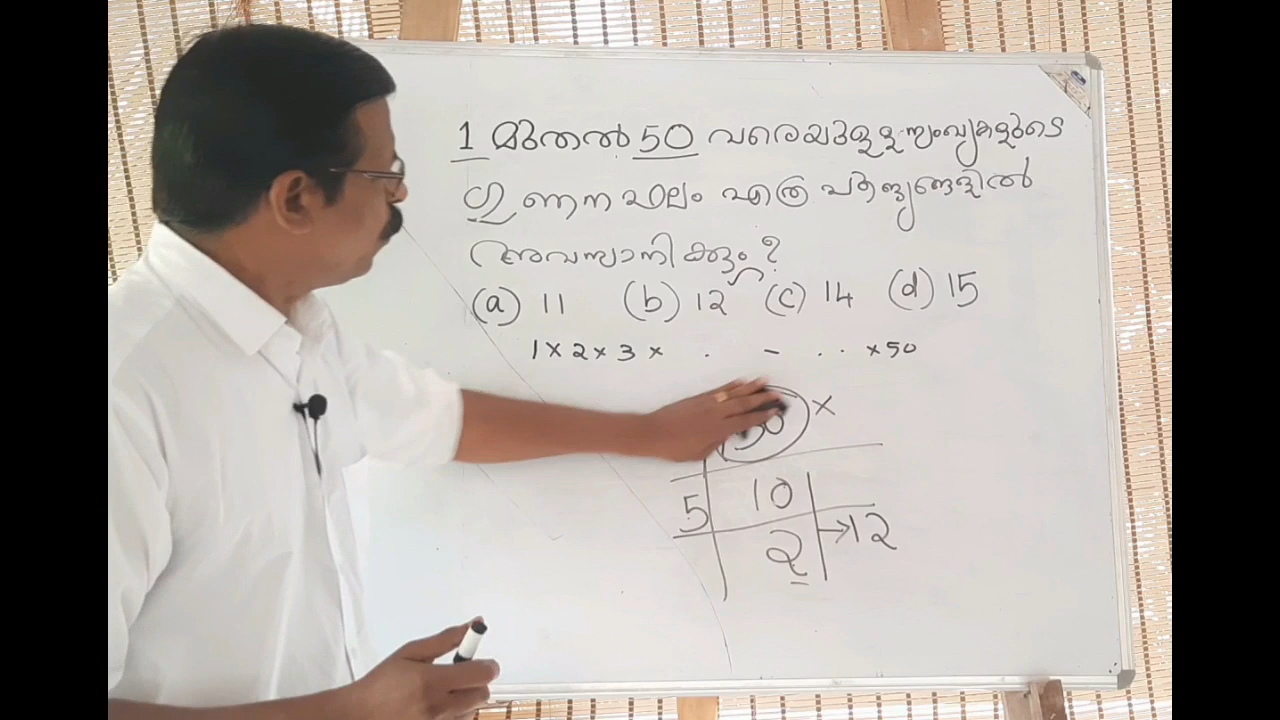 1 മുതൽ 50 വരെയുള്ള സംഖ്യകളുടെ
ഗുണനഫലം എത്ര പൂജ്യങ്ങളിൽ
അവസാനിക്കും?
(a) 11 (b) 12 (c) 14 (d) 15
1 × 2 × 3 × . - .. × 50
50 ×
5 10
2 → 12